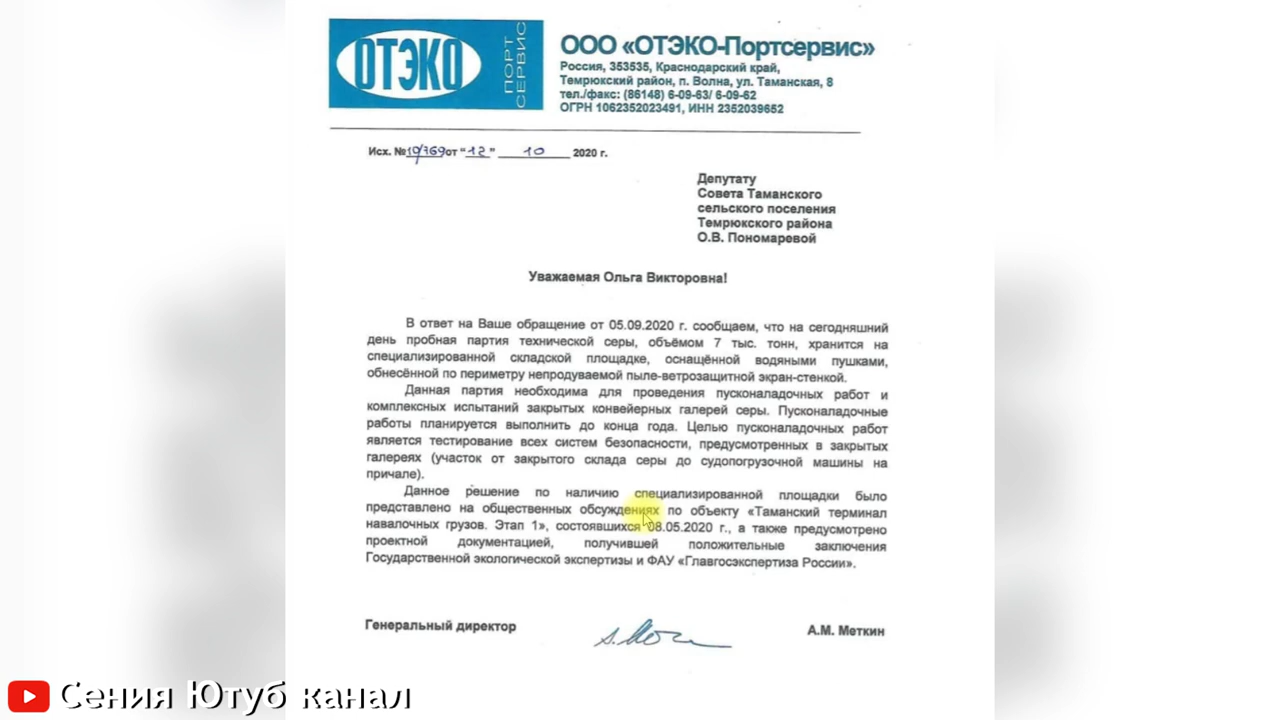 ОТЭКО
ПОРТ
СЕРВИС
ООО «ОТЭКО-Портсервис»
Россия, 353535, Краснодарский край,
Темрюкский район, п. Волна, ул. Таманская, 8
тел./факс: (86148) 6-09-63/ 6-09-62
ОГРН 1062352023491, ИНН 2352039652
Исх. №19/769от "12" 10 2020 г.
Депутату
Совета Таманского
сельского поселения
Темрюкского района
О.В. Пономаревой
Уважаемая Ольга Викторовна!
В ответ на Ваше обращение от 05.09.2020 г. сообщаем, что на сегодняшний
день пробная партия технической серы, объёмом 7 тыс. тонн, хранится на
специализированной складской площадке, оснащённой водяными пушками,
обнесённой по периметру непродуваемой пыле-ветрозащитной экран-стенкой.
Данная партия необходима для проведения пусконаладочных работ и
комплексных испытаний закрытых конвейерных галерей серы. Пусконаладочные
работы планируется выполнить до конца года. Целью пусконаладочных работ
является тестирование всех систем безопасности, предусмотренных в закрытых
галереях (участок от закрытого склада серы до судопогрузочной машины на
причале).
Данное решение по наличию специализированной площадки было
представлено на общественных обсуждениях по объекту «Таманский терминал
навалочных грузов. Этап 1», состоявшихся 08.05.2020 г., а также предусмотрено
проектной документацией, получившей положительные заключения
Государственной экологической экспертизы и ФАУ «Главгосэкспертиза России».
Генеральный директор
А.М. Меткин
Сения Ютуб канал